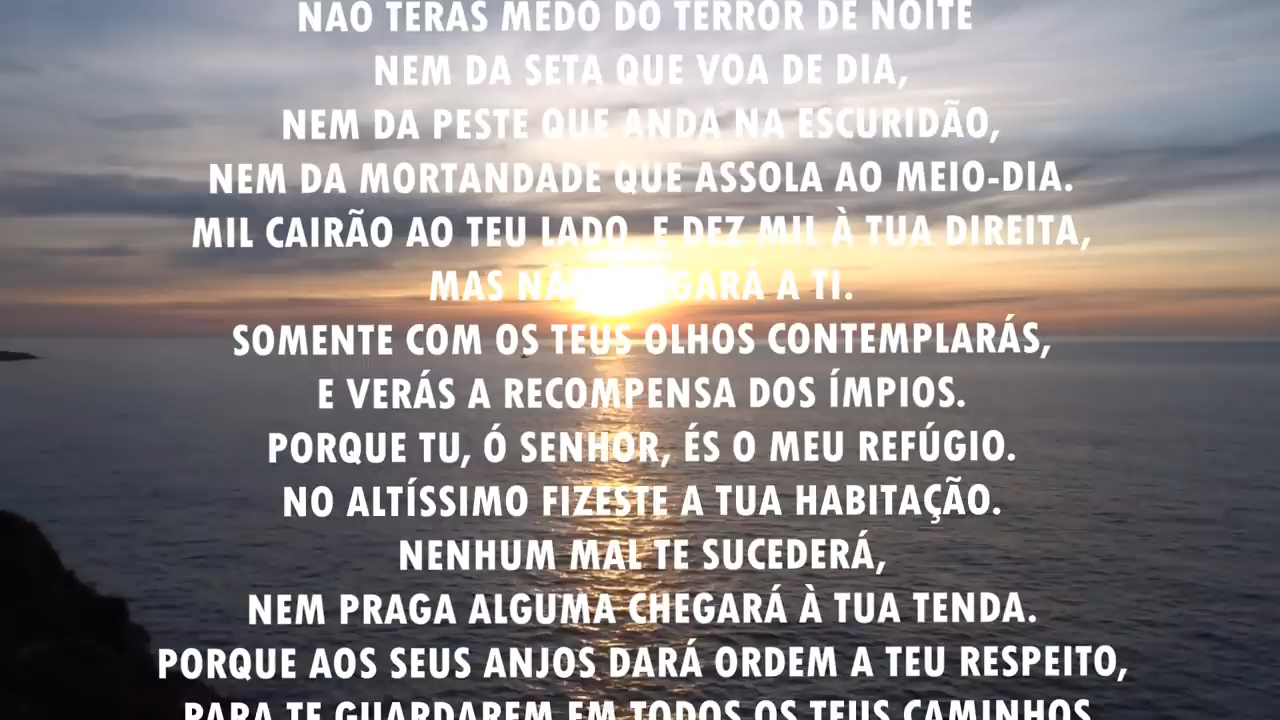 NÃO TERÁS MEDO DO TERROR DE NOITE
NEM DA SETA QUE VOA DE DIA,
NEM DA PESTE QUE ANDA NA ESCURIDÃO,
NEM DA MORTANDADE QUE ASSOLA AO MEIO-DIA.
MIL CAIRÃO AO TEU LADO, E DEZ MIL À TUA DIREITA,
MAS NÃO CHEGARÁ A TI.
SOMENTE COM OS TEUS OLHOS CONTEMPLARÁS,
E VERÁS A RECOMPENSA DOS ÍMPIOS.
PORQUE TU, Ó SENHOR, ÉS O MEU REFÚGIO.
NO ALTÍSSIMO FIZESTE A TUA HABITAÇÃO.
NENHUM MAL TE SUCEDERÁ,
NEM PRAGA ALGUMA CHEGARÁ À TUA TENDA.
PORQUE AOS SEUS ANJOS DARÁ ORDEM A TEU RESPEITO,
PARA TE GUARDAREM EM TODOS OS TEUS CAMINHOS